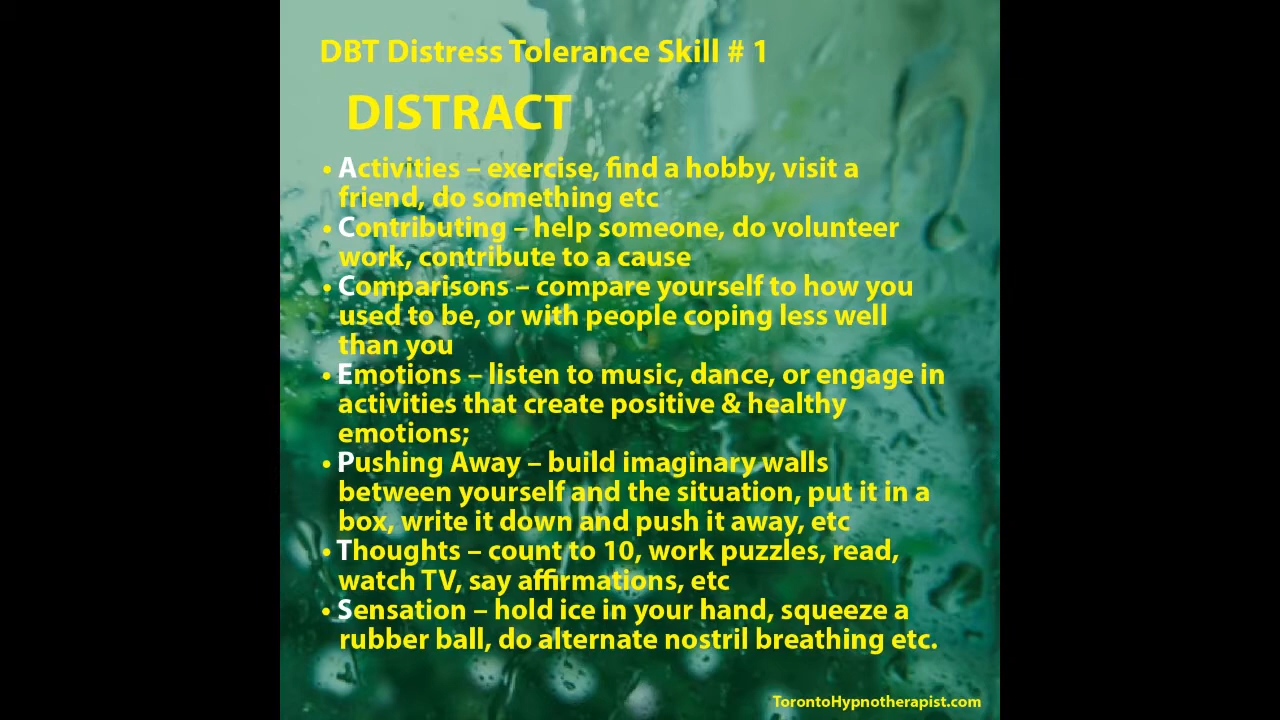 DBT Distress Tolerance Skill # 1
DISTRACT
• Activities – exercise, find a hobby, visit a
friend, do something etc
• Contributing – help someone, do volunteer
work, contribute to a cause
• Comparisons – compare yourself to how you
used to be, or with people coping less well
than you
• Emotions – listen to music, dance, or engage in
activities that create positive & healthy
emotions;
• Pushing Away – build imaginary walls
between yourself and the situation, put it in a
box, write it down and push it away, etc
• Thoughts – count to 10, work puzzles, read,
watch TV, say affirmations, etc
• Sensation – hold ice in your hand, squeeze a
rubber ball, do alternate nostril breathing etc.
TorontoHypnotherapist.com